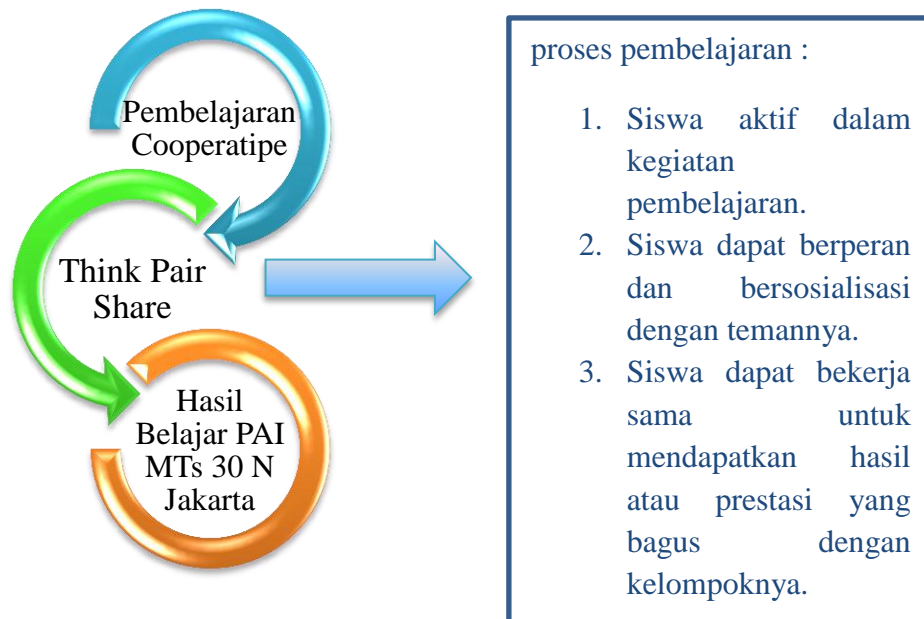 Pembelajaran
Cooperatipe
Think Pair
Share
Hasil
Belajar PAI
MTs 30 N
Jakarta
proses pembelajaran :
1. Siswa aktif dalam
kegiatan
pembelajaran.
2. Siswa dapat berperan
dan bersosialisasi
dengan temannya.
3. Siswa dapat bekerja
sama untuk
mendapatkan hasil
atau prestasi yang
bagus dengan
kelompoknya.